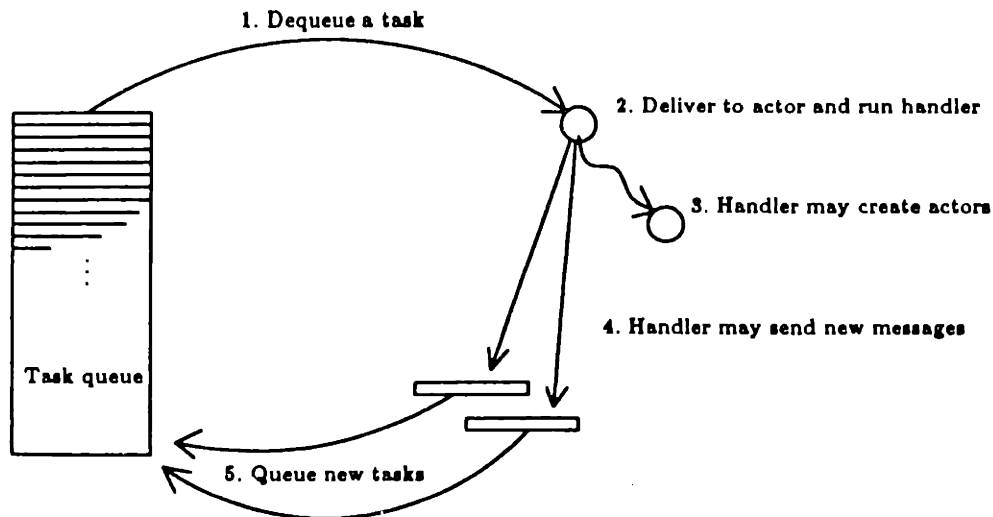 1. Dequeue a task
2. Deliver to actor and run handler
3. Handler may create actors
4. Handler may send new messages
Task queue
5. Queue new tasks